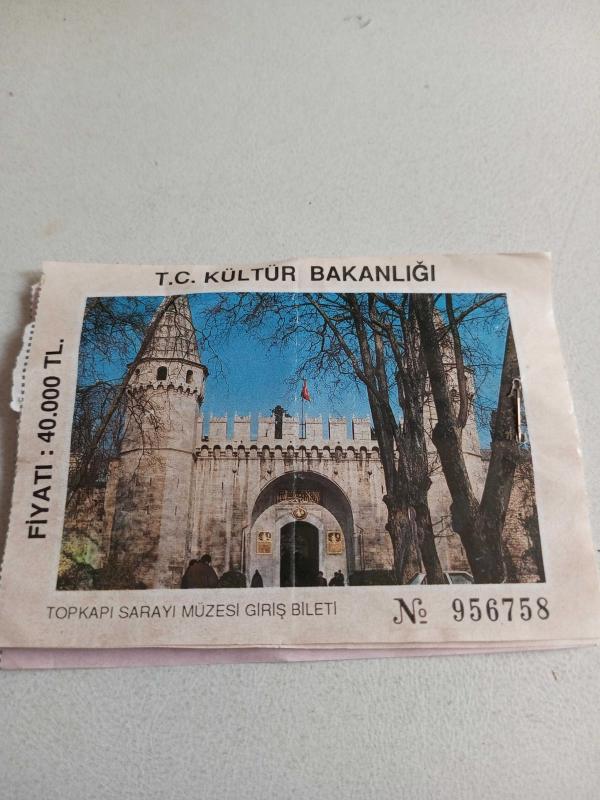 T.C. KÜLTÜR BAKANLIĞI
FİYATI : 40.000 TL.
TOPKAPI SARAYI MÜZESİ GİRİŞ BİLETİ
№ 956758